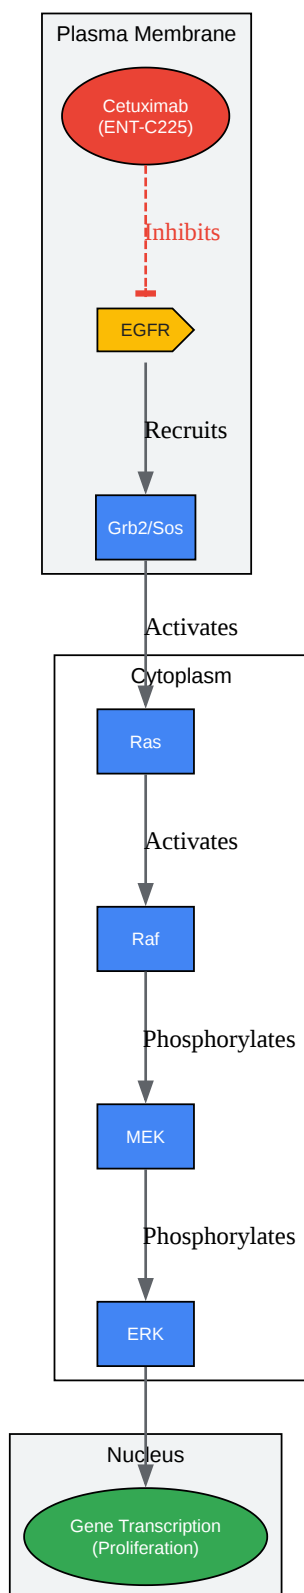 Plasma Membrane
Cetuximab
(ENT-C225)
Inhibits
EGFR
Recruits
Grb2/Sos
Activates
Cytoplasm
Ras
Activates
Raf
Phosphorylates
MEK
Phosphorylates
ERK
Nucleus
Gene Transcription
(Proliferation)